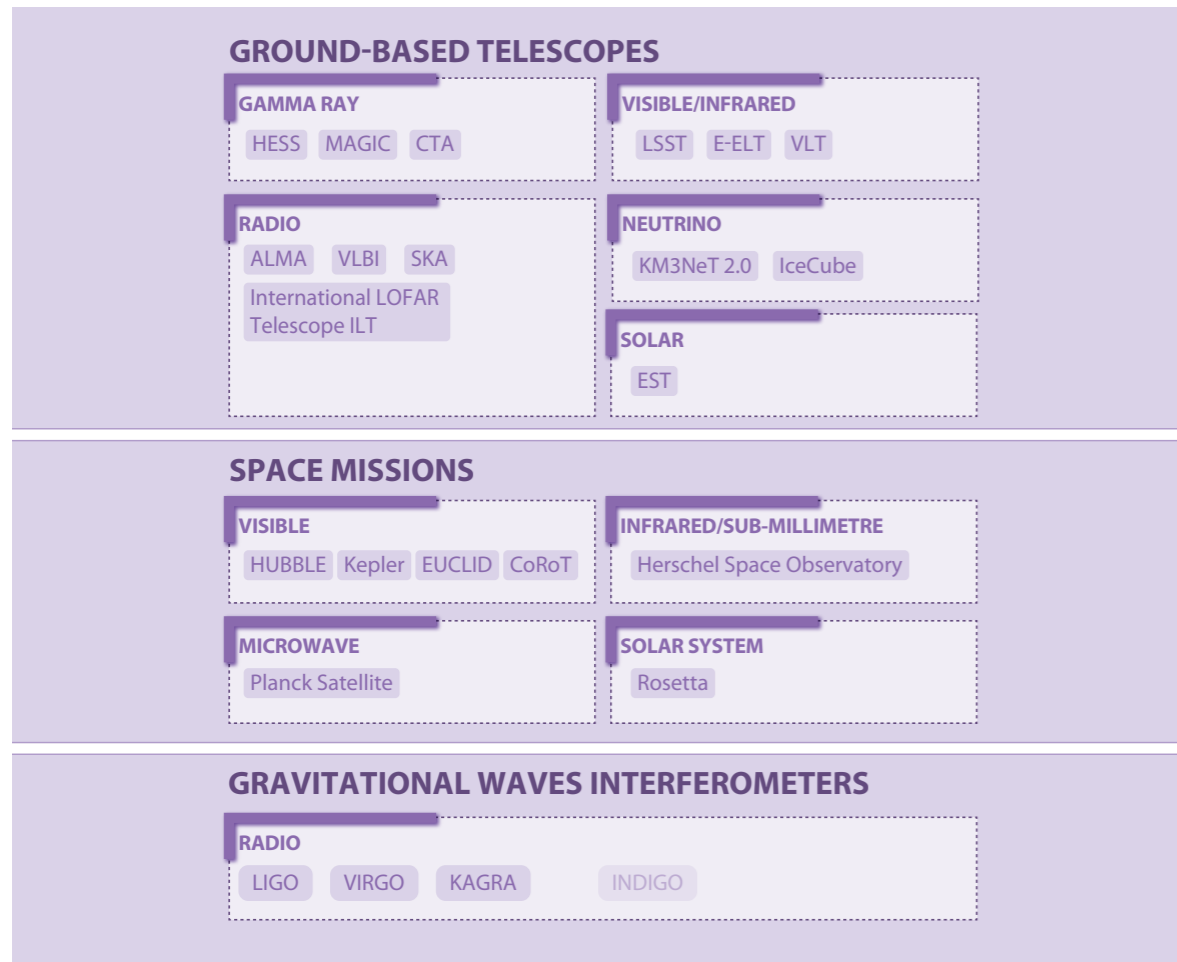 GROUND-BASED TELESCOPES
GAMMA RAY
HESS MAGIC CTA
VISIBLE/INFRARED
LSST E-ELT VLT
RADIO
ALMA VLBI SKA
International LOFAR
Telescope ILT
NEUTRINO
KM3NeT 2.0 IceCube
SOLAR
EST
SPACE MISSIONS
VISIBLE
HUBBLE Kepler EUCLID CoRoT
INFRARED/SUB-MILLIMETRE
Herschel Space Observatory
MICROWAVE
Planck Satellite
SOLAR SYSTEM
Rosetta
GRAVITATIONAL WAVES INTERFEROMETERS
RADIO
LIGO VIRGO KAGRA INDIGO